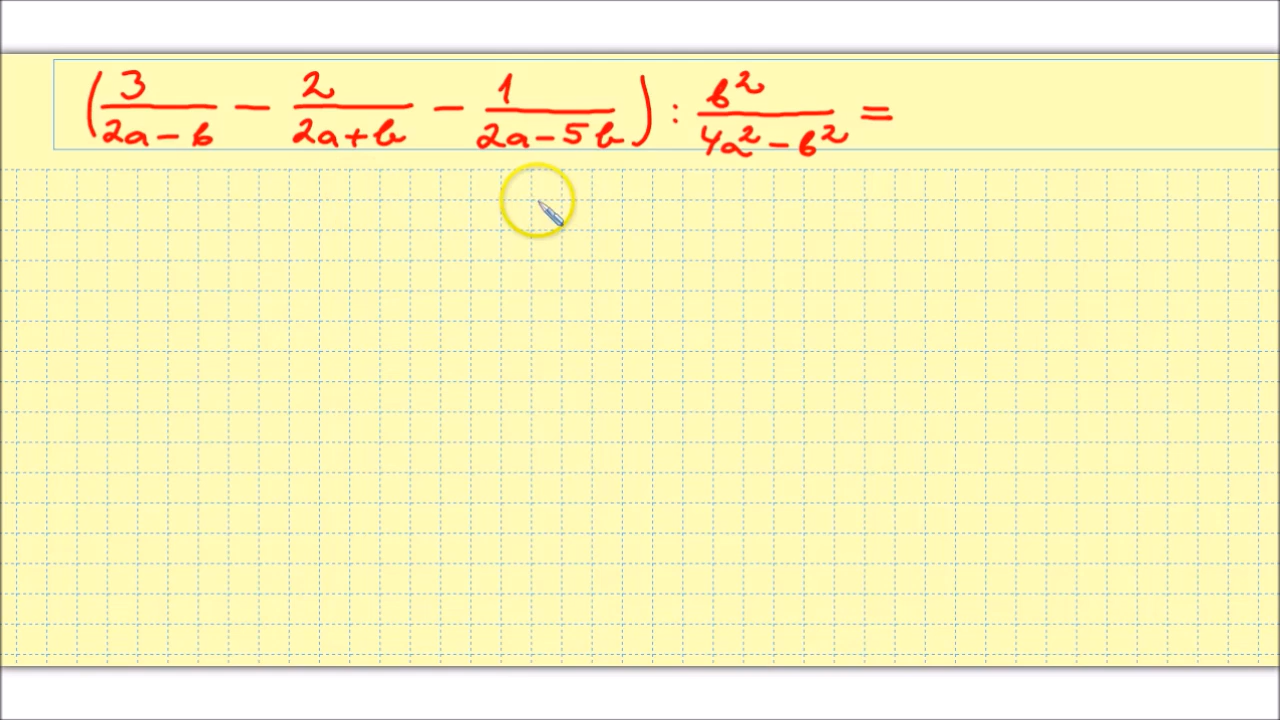 (3/(2a-b) - 2/(2a+b) - 1/(2a-5b)) : b²/(4a²-b²) =